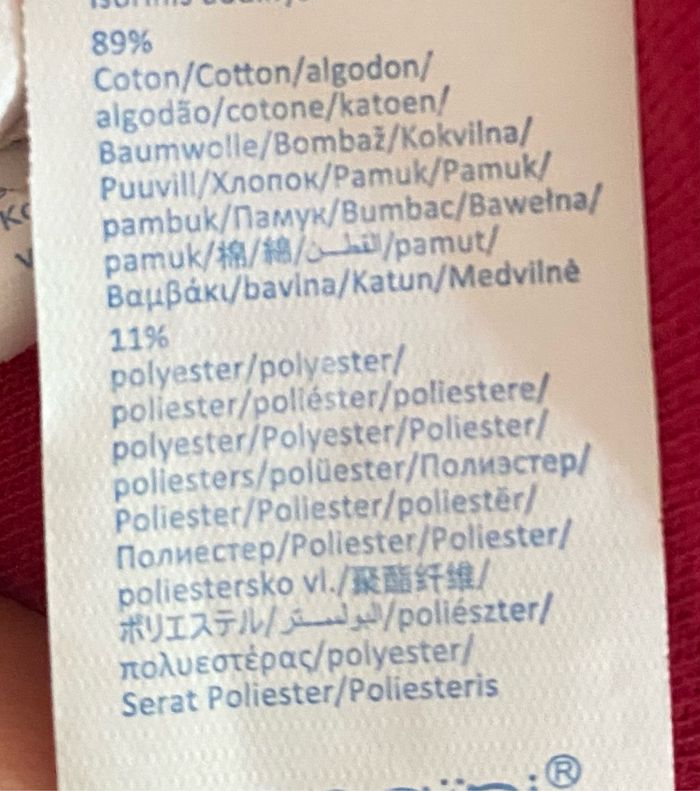 89%
Coton/Cotton/algodon/
algodão/cotone/katoen/
Baumwolle/Bombaž/Kokvilna/
Puuvill/Хлопок/Pamuk/Pamuk/
pambuk/Памук/Bumbac/Bawełna/
pamuk/棉/綿/القطن/pamut/
Βαμβάκι/bavlna/Katun/Medvilnė
11%
polyester/polyester/
poliester/poliéster/poliestere/
polyester/Polyester/Poliester/
poliesters/polüester/Полиэстер/
Poliester/Poliester/poliestër/
Полиестер/Poliester/Poliester/
poliestersko vl./聚酯纤维/
ポリエステル/البوليستر/poliészter/
πολυεστέρας/polyester/
Serat Poliester/Poliesteris
®